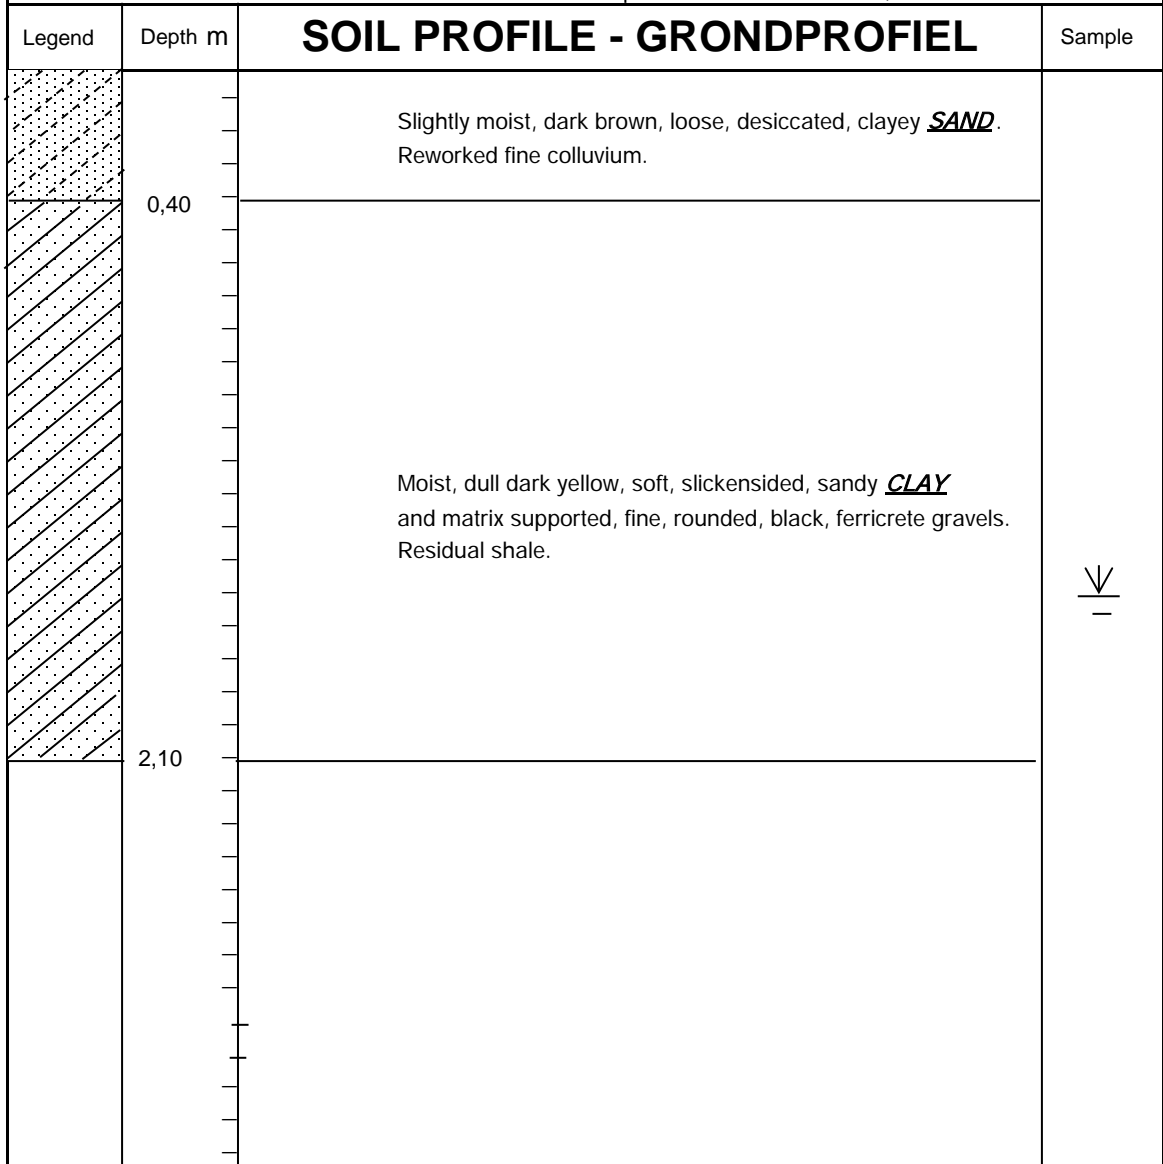 Legend Depth m SOIL PROFILE - GRONDPROFIEL Sample
Slightly moist, dark brown, loose, desiccated, clayey SAND.
Reworked fine colluvium.
0,40
Moist, dull dark yellow, soft, slickensided, sandy CLAY
and matrix supported, fine, rounded, black, ferricrete gravels.
Residual shale.
2,10